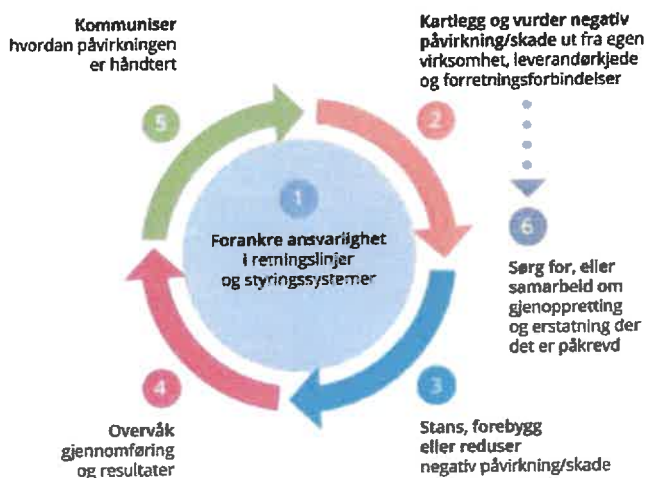 Kommuniser
hvordan påvirkningen
er håndtert
5
Kartlegg og vurder negativ
påvirkning/skade ut fra egen
virksomhet, leverandørkjede
og forretningsforbindelser
2
1
Forankre ansvarlighet
i retningslinjer
og styringssystemer
6
Sørg for, eller
samarbeid om
gjenoppretting
og erstatning der
det er påkrevd
4
Overvåk
gjennomføring
og resultater
3
Stans, forebygg
eller reduser
negativ påvirkning/skade